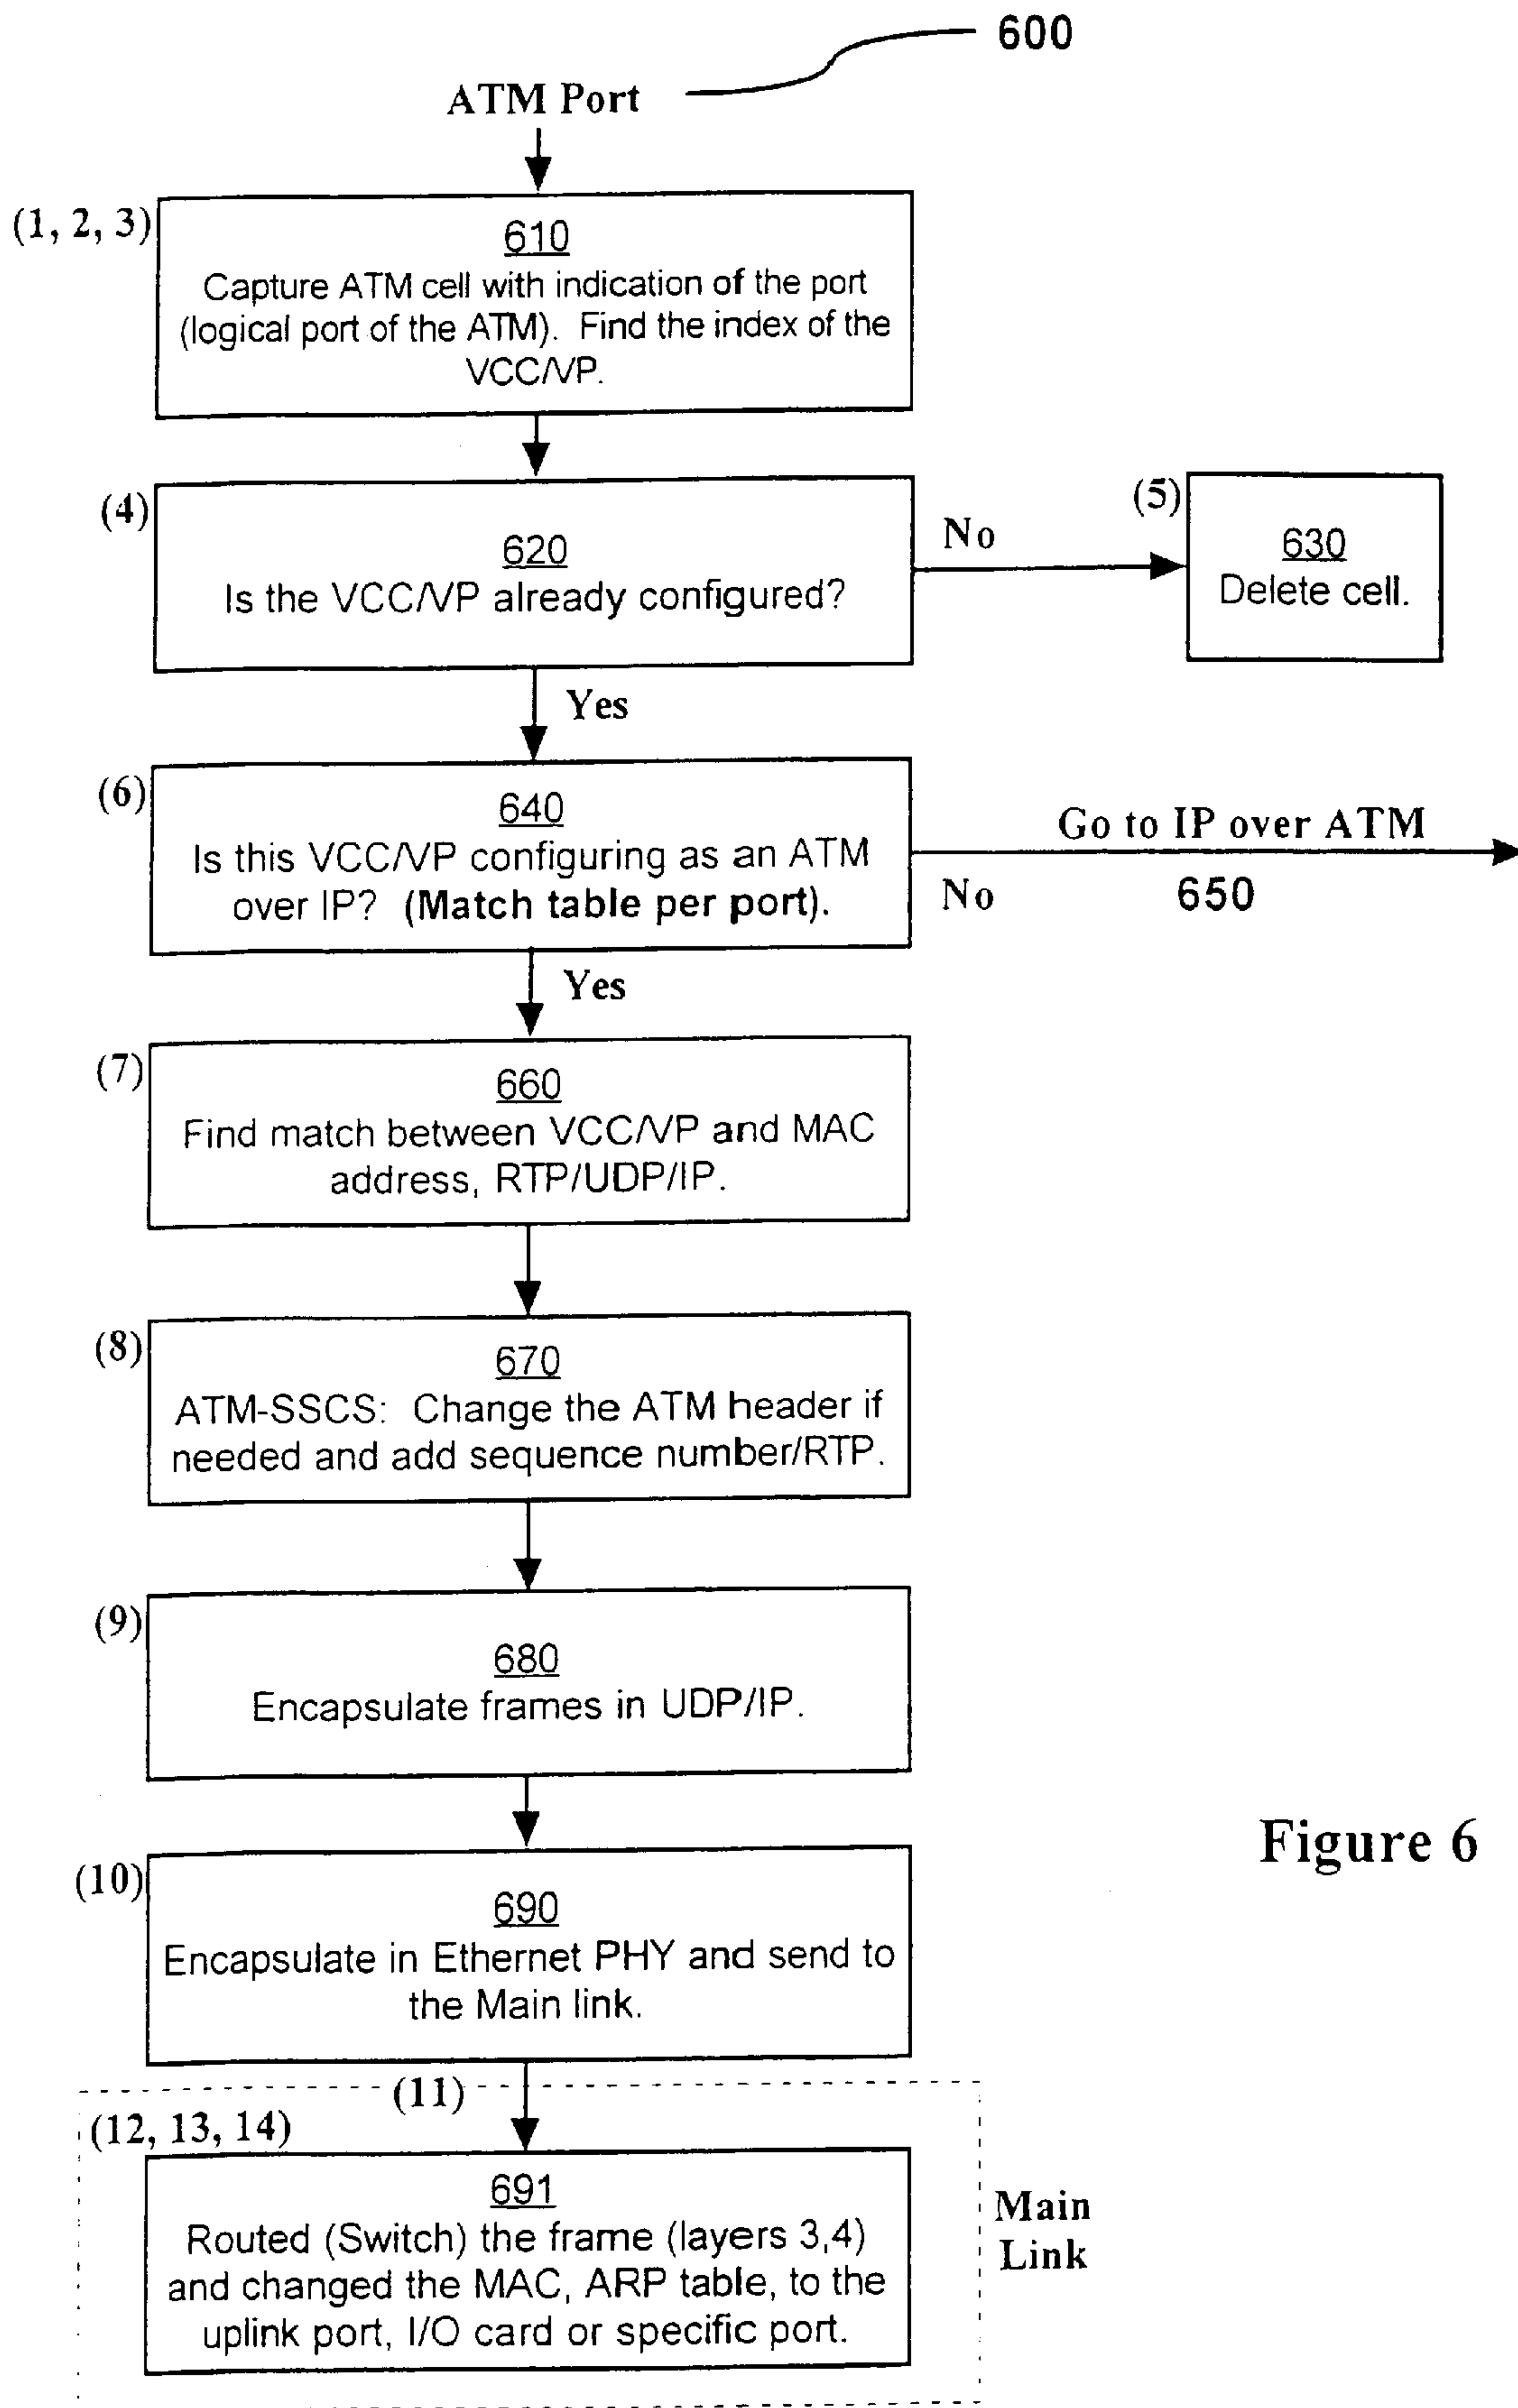 600
ATM Port
(1, 2, 3)
610
Capture ATM cell with indication of the port
(logical port of the ATM). Find the index of the
VCC/VP.
(4)
620
Is the VCC/VP already configured?
No
(5)
630
Delete cell.
Yes
(6)
640
Is this VCC/VP configuring as an ATM
over IP? (Match table per port).
Go to IP over ATM
No
650
Yes
(7)
660
Find match between VCC/VP and MAC
address, RTP/UDP/IP.
(8)
670
ATM-SSCS: Change the ATM header if
needed and add sequence number/RTP.
(9)
680
Encapsulate frames in UDP/IP.
Figure 6
(10)
690
Encapsulate in Ethernet PHY and send to
the Main link.
(11)
(12, 13, 14)
691
Routed (Switch) the frame (layers 3,4)
and changed the MAC, ARP table, to the
uplink port, I/O card or specific port.
Main
Link